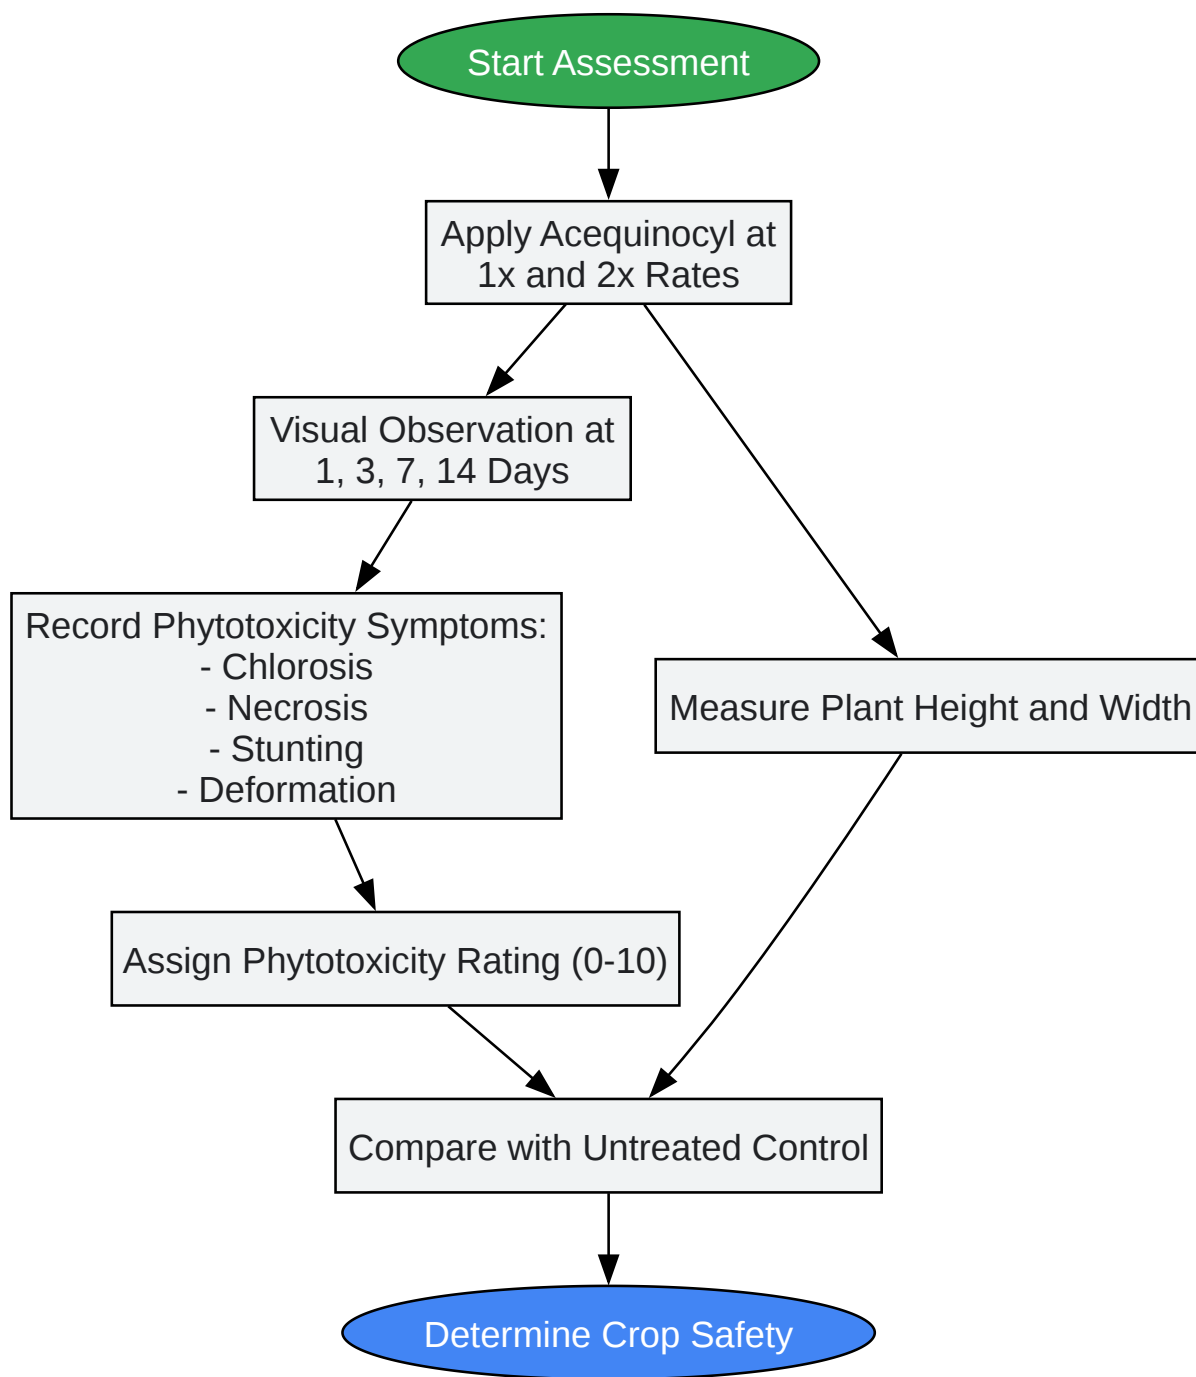 Start Assessment
Apply Acequinocyl at
1x and 2x Rates
Visual Observation at
1, 3, 7, 14 Days
Record Phytotoxicity Symptoms:
- Chlorosis
- Necrosis
- Stunting
- Deformation
Measure Plant Height and Width
Assign Phytotoxicity Rating (0-10)
Compare with Untreated Control
Determine Crop Safety